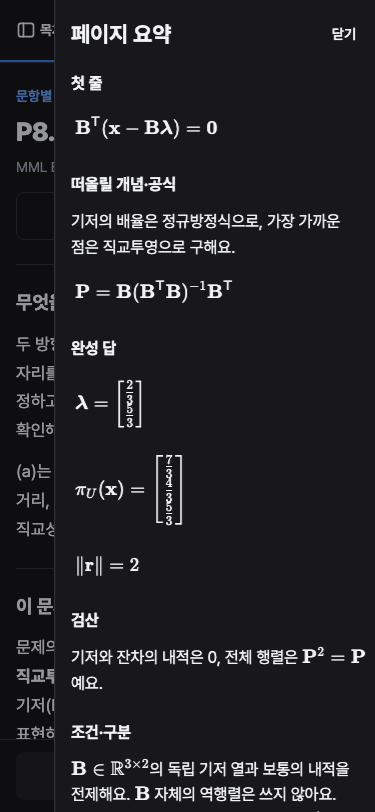 페이지 요약
닫기
첫 줄
B⊤(x − Bλ) = 0
떠올릴 개념·공식
기저의 배율은 정규방정식으로, 가장 가까운
점은 직교투영으로 구해요.
P = B(B⊤B)−1B⊤
완성 답
λ = [2/3 5/3]
πU(x) = [7/3 4/3 5/3]
‖r‖ = 2
검산
기저와 잔차의 내적은 0, 전체 행렬은 P² = P
예요.
조건·구분
B ∈ ℝ3×2의 독립 기저 열과 보통의 내적을
전제해요. B 자체의 역행렬은 쓰지 않아요.
문항별
P8.
MML
무엇을
두 방
자리를
정하고
확인해
(a)는
거리,
직교성
이 문
문제의
직교투
기저(
표현하